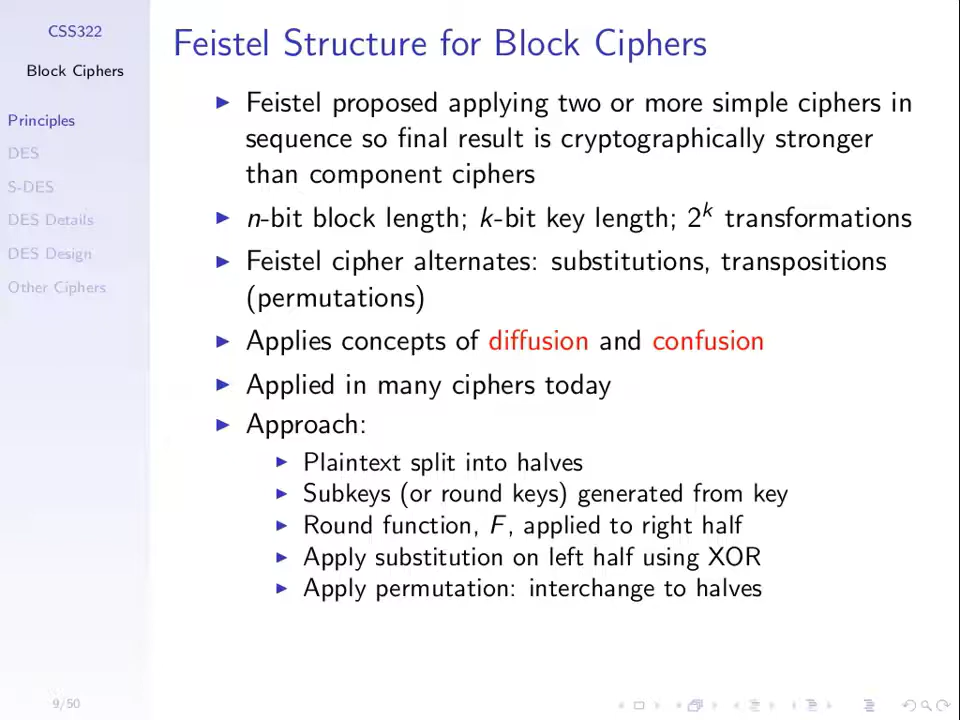 CSS322
Block Ciphers
Principles
DES
S-DES
DES Details
DES Design
Other Ciphers
9/50
Feistel Structure for Block Ciphers
Feistel proposed applying two or more simple ciphers in
sequence so final result is cryptographically stronger
than component ciphers
n-bit block length; k-bit key length; 2^k transformations
Feistel cipher alternates: substitutions, transpositions
(permutations)
Applies concepts of diffusion and confusion
Applied in many ciphers today
Approach:
Plaintext split into halves
Subkeys (or round keys) generated from key
Round function, F, applied to right half
Apply substitution on left half using XOR
Apply permutation: interchange to halves